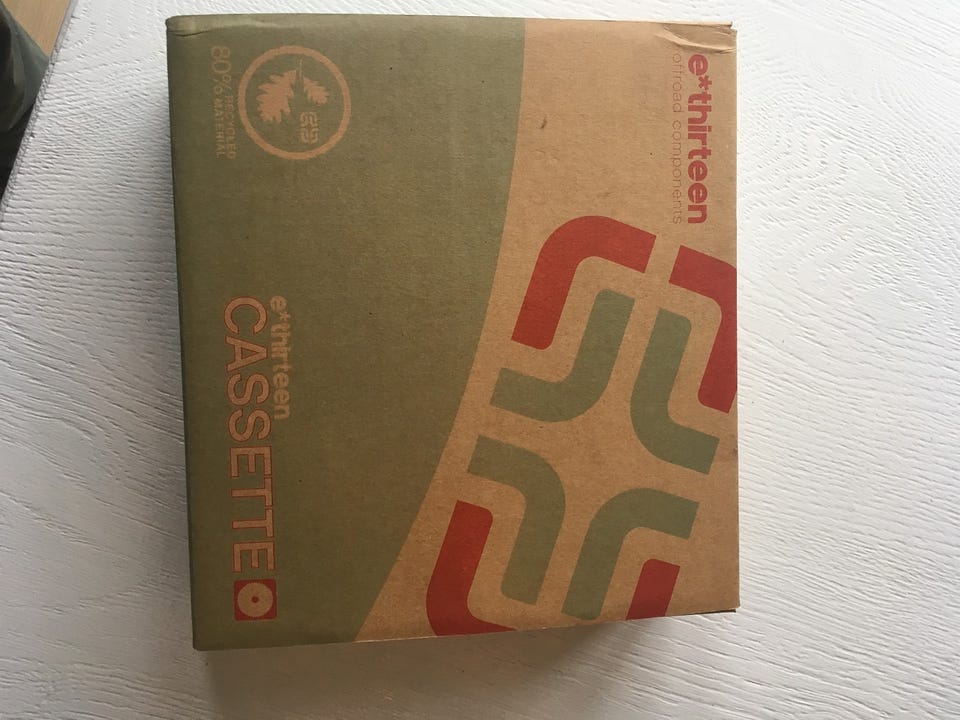 e*thirteen
offroad components
80% RECYCLED
MATERIAL
e*thirteen
CASSETTE